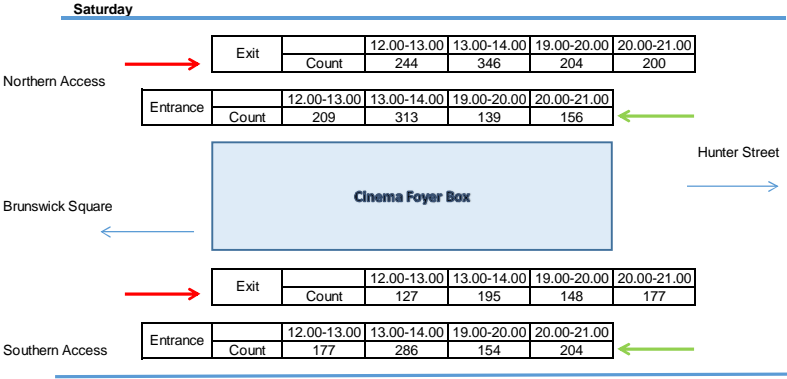 Saturday
Exit 12.00-13.00 13.00-14.00 19.00-20.00 20.00-21.00
Count 244 346 204 200
Northern Access
Entrance 12.00-13.00 13.00-14.00 19.00-20.00 20.00-21.00
Count 209 313 139 156
Hunter Street
Cinema Foyer Box
Brunswick Square
Exit 12.00-13.00 13.00-14.00 19.00-20.00 20.00-21.00
Count 127 195 148 177
Entrance 12.00-13.00 13.00-14.00 19.00-20.00 20.00-21.00
Southern Access
Count 177 286 154 204